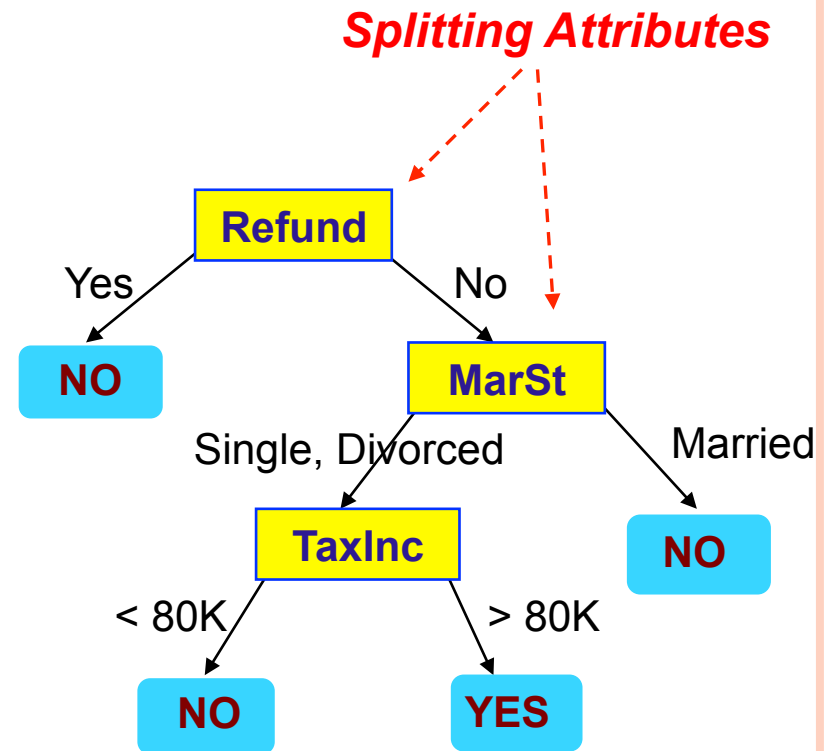 Splitting Attributes
Refund
Yes
No
NO
MarSt
Single, Divorced
Married
TaxInc
NO
< 80K
> 80K
NO
YES